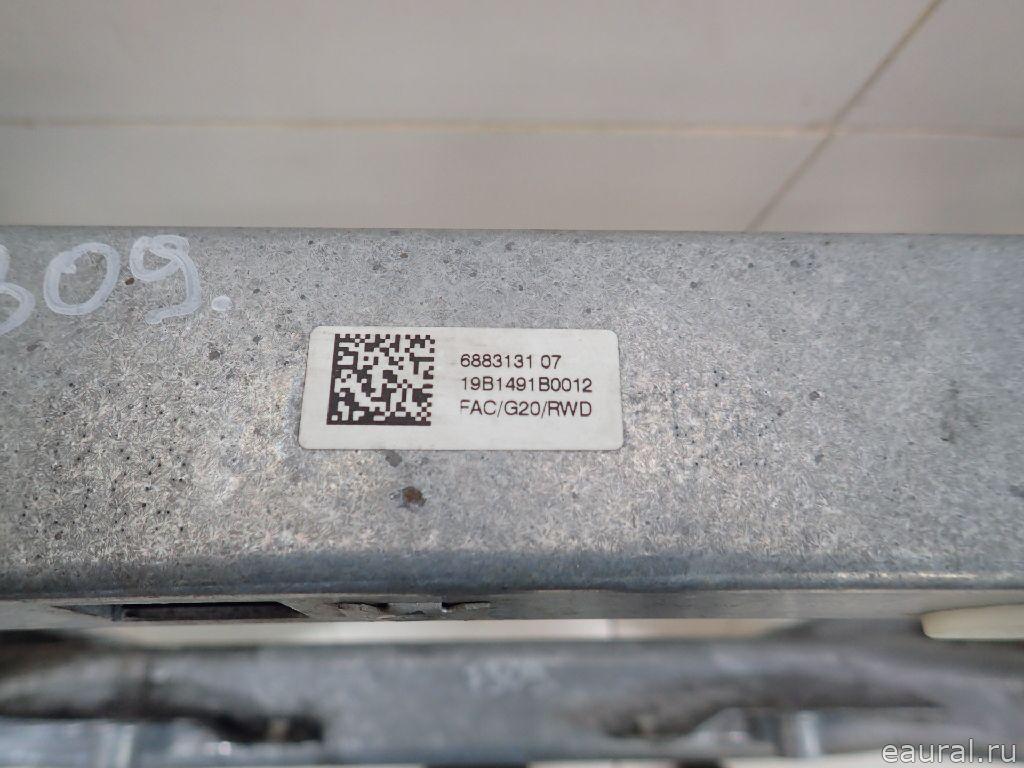 309.
6883131 07
19B1491B0012
FAC/G20/RWD
eaural.ru